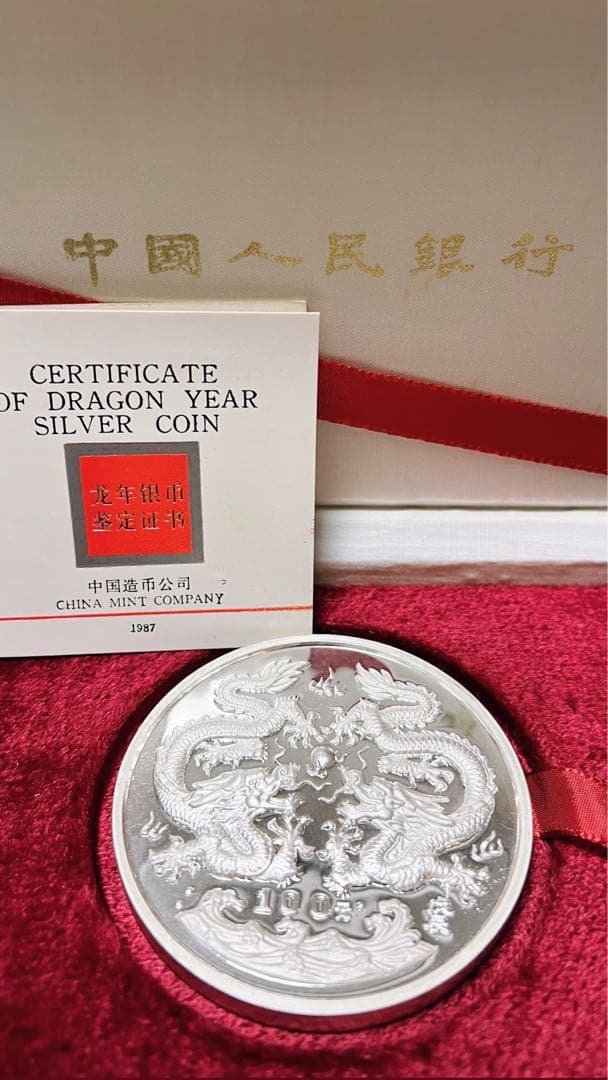 中國人民銀行
CERTIFICATE
OF DRAGON YEAR
SILVER COIN
龙年银币
鉴定证书
中国造币公司
CHINA MINT COMPANY
1987
100元